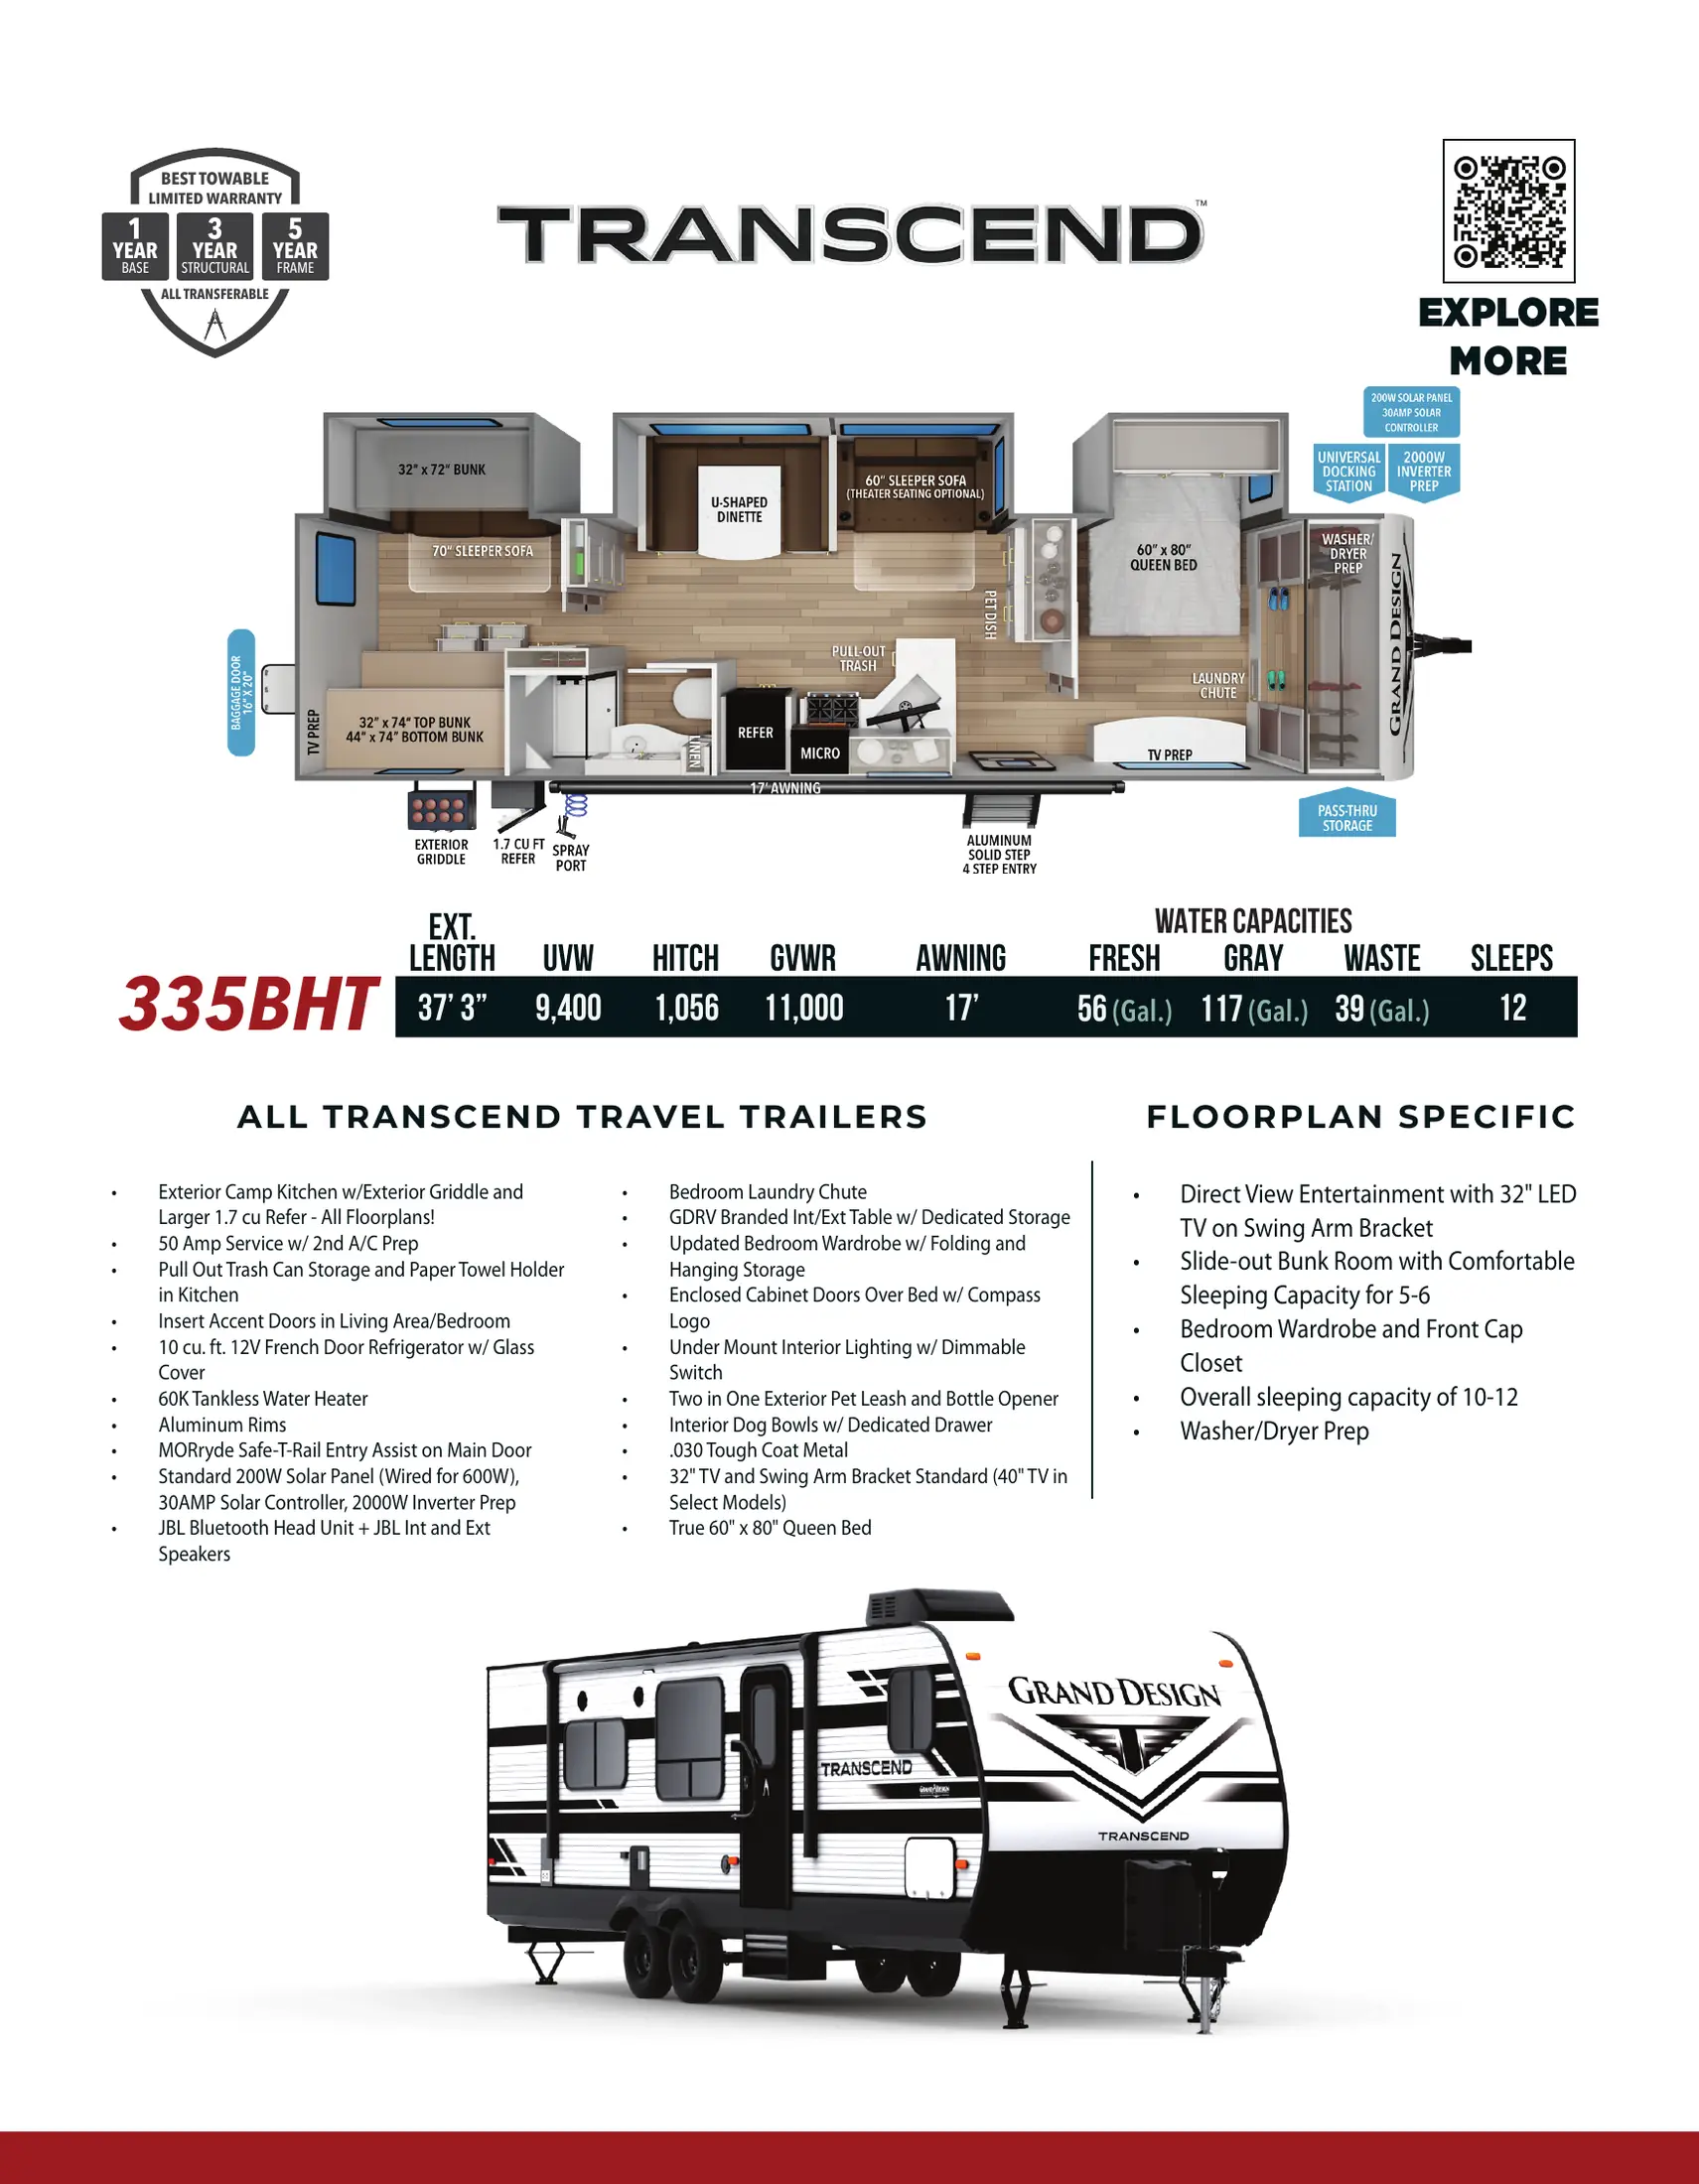 BEST TOWABLE
LIMITED WARRANTY
1
YEAR
BASE
3
YEAR
STRUCTURAL
5
YEAR
FRAME
ALL TRANSFERABLE
TRANSCEND™
EXPLORE
MORE
200W SOLAR PANEL
30AMP SOLAR
CONTROLLER
UNIVERSAL
DOCKING
STATION
2000W
INVERTER
PREP
32" x 72" BUNK
70" SLEEPER SOFA
U-SHAPED
DINETTE
60" SLEEPER SOFA
(THEATER SEATING OPTIONAL)
60" x 80"
QUEEN BED
WASHER/
DRYER
PREP
GRAND DESIGN
PET DISH
PULL-OUT
TRASH
LAUNDRY
CHUTE
BAGGAGE DOOR
16" X 20"
TV PREP
32" x 74" TOP BUNK
44" x 74" BOTTOM BUNK
LINEN
REFER
MICRO
TV PREP
17' AWNING
EXTERIOR
GRIDDLE
1.7 CU FT
REFER
SPRAY
PORT
ALUMINUM
SOLID STEP
4 STEP ENTRY
PASS-THRU
STORAGE
WATER CAPACITIES
EXT.
LENGTH UVW HITCH GVWR AWNING FRESH GRAY WASTE SLEEPS
335BHT 37' 3" 9,400 1,056 11,000 17' 56 (Gal.) 117 (Gal.) 39 (Gal.) 12
ALL TRANSCEND TRAVEL TRAILERS
• Exterior Camp Kitchen w/Exterior Griddle and
Larger 1.7 cu Refer - All Floorplans!
• 50 Amp Service w/ 2nd A/C Prep
• Pull Out Trash Can Storage and Paper Towel Holder
in Kitchen
• Insert Accent Doors in Living Area/Bedroom
• 10 cu. ft. 12V French Door Refrigerator w/ Glass
Cover
• 60K Tankless Water Heater
• Aluminum Rims
• MORryde Safe-T-Rail Entry Assist on Main Door
• Standard 200W Solar Panel (Wired for 600W),
30AMP Solar Controller, 2000W Inverter Prep
• JBL Bluetooth Head Unit + JBL Int and Ext
Speakers
• Bedroom Laundry Chute
• GDRV Branded Int/Ext Table w/ Dedicated Storage
• Updated Bedroom Wardrobe w/ Folding and
Hanging Storage
• Enclosed Cabinet Doors Over Bed w/ Compass
Logo
• Under Mount Interior Lighting w/ Dimmable
Switch
• Two in One Exterior Pet Leash and Bottle Opener
• Interior Dog Bowls w/ Dedicated Drawer
• .030 Tough Coat Metal
• 32" TV and Swing Arm Bracket Standard (40" TV in
Select Models)
• True 60" x 80" Queen Bed
FLOORPLAN SPECIFIC
• Direct View Entertainment with 32" LED
TV on Swing Arm Bracket
• Slide-out Bunk Room with Comfortable
Sleeping Capacity for 5-6
• Bedroom Wardrobe and Front Cap
Closet
• Overall sleeping capacity of 10-12
• Washer/Dryer Prep
GRAND DESIGN
TRANSCEND
GRAND DESIGN
TRANSCEND